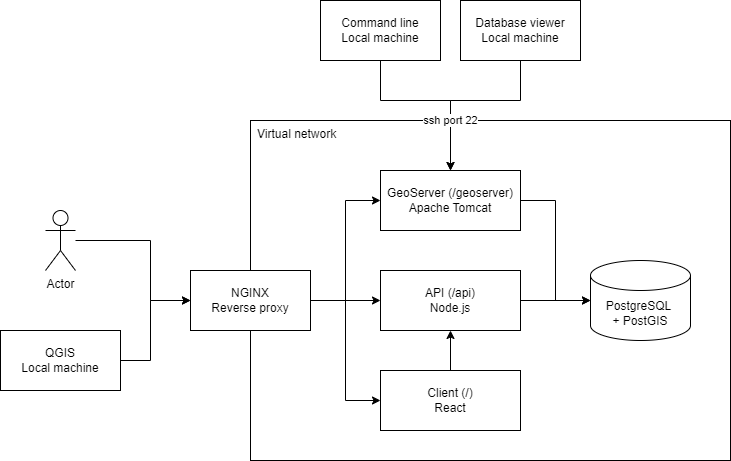 Command line
Local machine
Database viewer
Local machine
ssh port 22
Virtual network
GeoServer (/geoserver)
Apache Tomcat
Actor
NGINX
Reverse proxy
API (/api)
Node.js
PostgreSQL
+ PostGIS
QGIS
Local machine
Client (/)
React